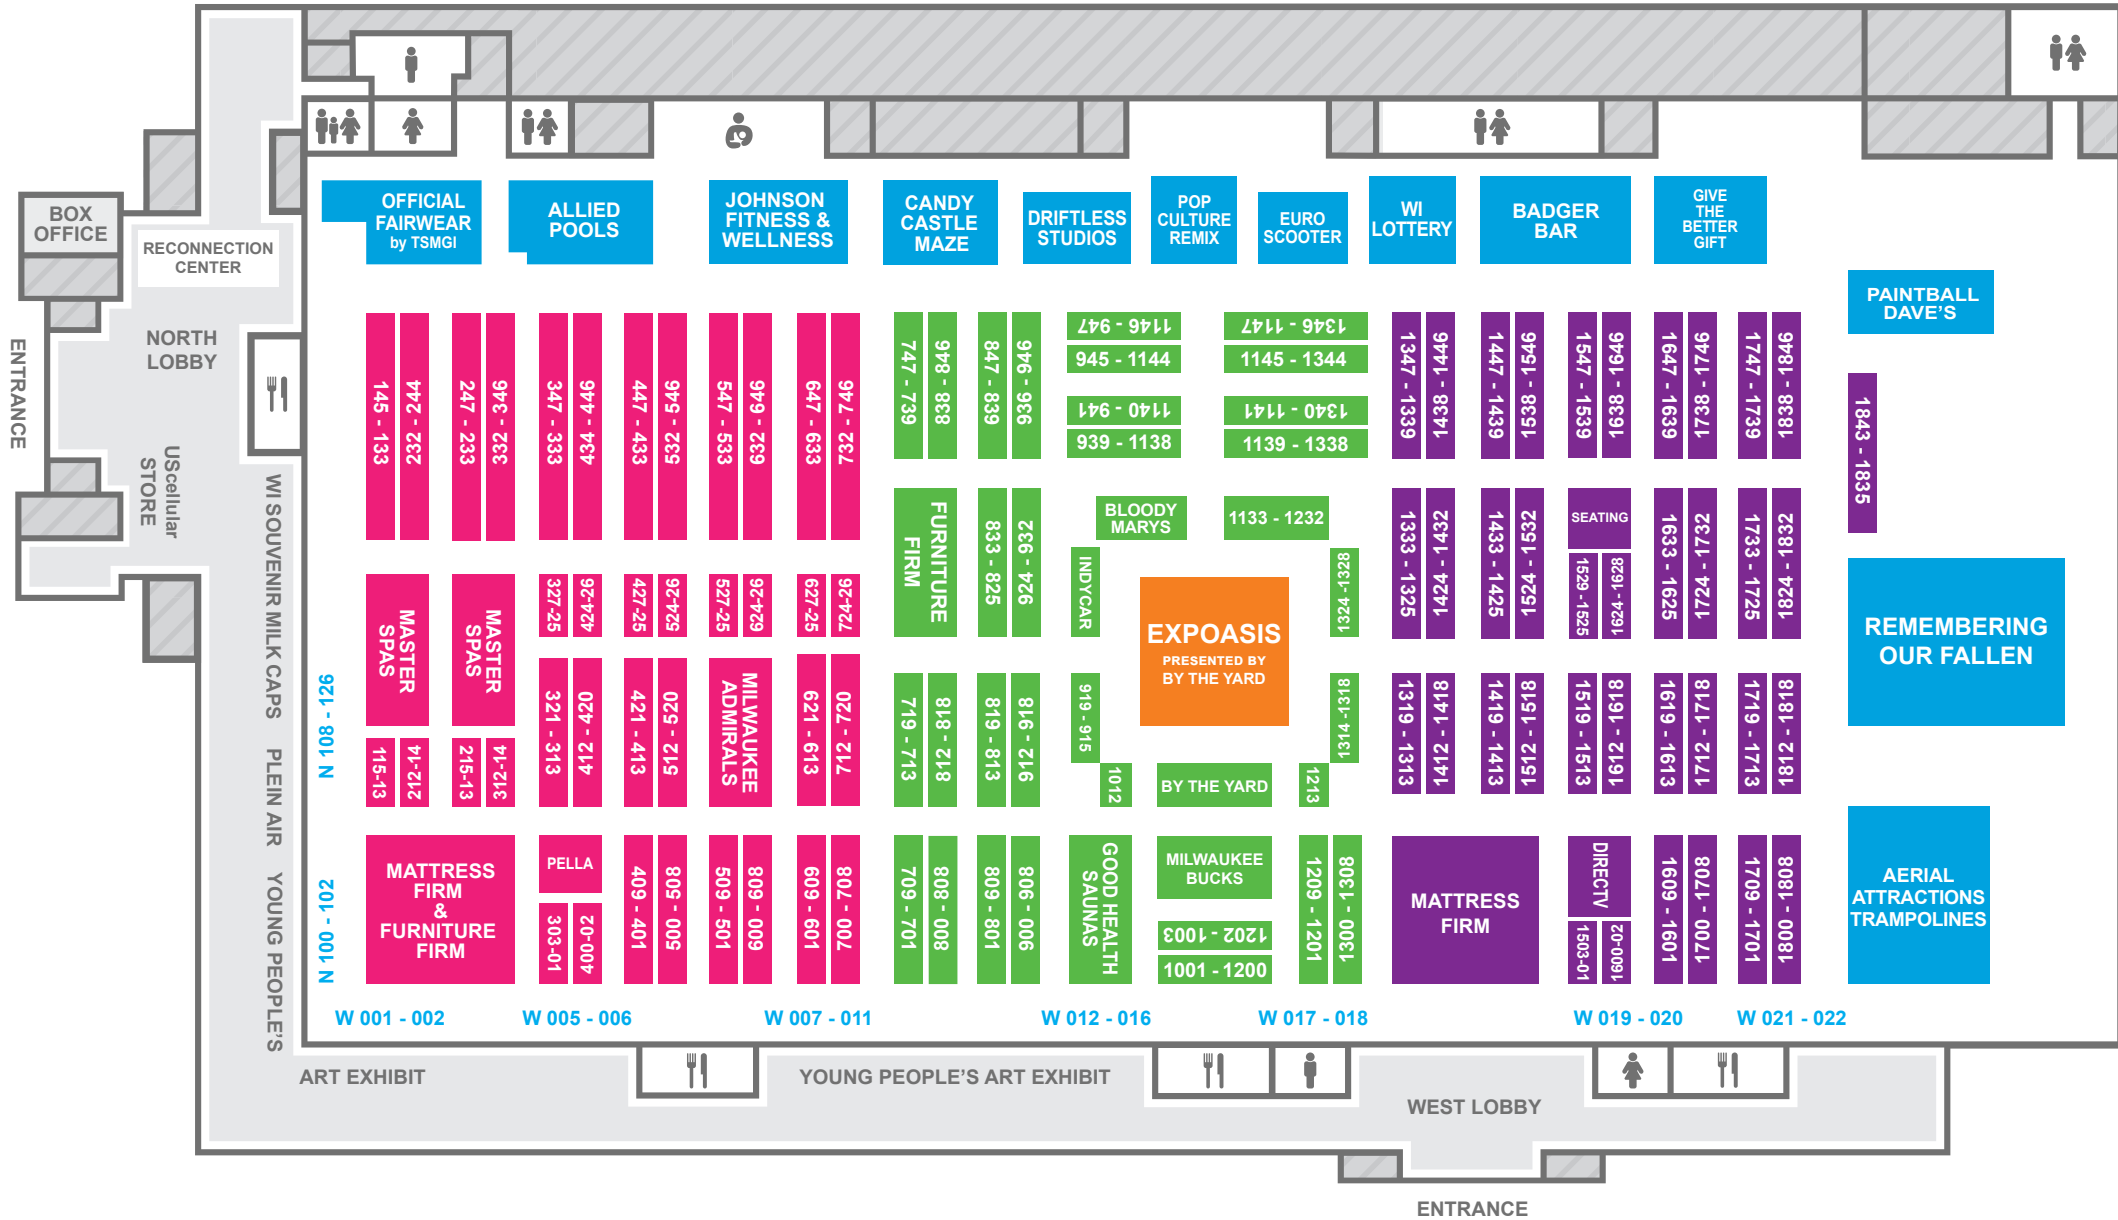 BOX
OFFICE
RECONNECTION
CENTER
NORTH
LOBBY
ENTRANCE
UScellular
STORE
WI SOUVENIR MILK CAPS
PLEIN AIR
YOUNG PEOPLE'S
ART EXHIBIT
YOUNG PEOPLE'S ART EXHIBIT
WEST LOBBY
ENTRANCE
OFFICIAL
FAIRWEAR
by TSMGI
ALLIED
POOLS
JOHNSON
FITNESS &
WELLNESS
CANDY
CASTLE
MAZE
DRIFTLESS
STUDIOS
POP
CULTURE
REMIX
EURO
SCOOTER
WI
LOTTERY
BADGER
BAR
GIVE
THE
BETTER
GIFT
PAINTBALL
DAVE'S
145 - 133
232 - 244
247 - 233
332 - 346
347 - 333
434 - 446
447 - 433
532 - 546
547 - 533
632 - 646
647 - 633
732 - 746
747 - 739
838 - 846
847 - 839
936 - 946
947 - 1146
945 - 1144
941 - 1140
939 - 1138
1147 - 1346
1145 - 1344
1141 - 1340
1139 - 1338
1347 - 1339
1438 - 1446
1447 - 1439
1538 - 1546
1547 - 1539
1638 - 1646
1647 - 1639
1738 - 1746
1747 - 1739
1838 - 1846
1843 - 1835
MASTER
SPAS
MASTER
SPAS
327-25
424-26
427-25
524-26
527-25
624-26
627-25
724-26
FURNITURE
FIRM
833 - 825
924 - 932
BLOODY
MARYS
1133 - 1232
INDYCAR
1324 - 1328
EXPOASIS
PRESENTED BY
BY THE YARD
1333 - 1325
1424 - 1432
1433 - 1425
1524 - 1532
SEATING
1529 - 1525
1624 - 1628
1633 - 1625
1724 - 1732
1733 - 1725
1824 - 1832
REMEMBERING
OUR FALLEN
N 108 - 126
115-13
212-14
215-13
312-14
321 - 313
412 - 420
421 - 413
512 - 520
MILWAUKEE
ADMIRALS
621 - 613
712 - 720
719 - 713
812 - 818
819 - 813
912 - 918
919 - 915
1012
BY THE YARD
1213
1314 -1318
1319 - 1313
1412 - 1418
1419 - 1413
1512 - 1518
1519 - 1513
1612 - 1618
1619 - 1613
1712 - 1718
1719 - 1713
1812 - 1818
N 100 - 102
MATTRESS
FIRM
&
FURNITURE
FIRM
PELLA
303-01
400-02
409 - 401
500 - 508
509 - 501
600 - 608
609 - 601
700 - 708
709 - 701
800 - 808
809 - 801
900 - 908
GOOD HEALTH
SAUNAS
MILWAUKEE
BUCKS
1003 - 1202
1001 - 1200
1209 - 1201
1300 - 1308
MATTRESS
FIRM
DIRECTV
1503-01
1600-02
1609 - 1601
1700 - 1708
1709 - 1701
1800 - 1808
AERIAL
ATTRACTIONS
TRAMPOLINES
W 001 - 002
W 005 - 006
W 007 - 011
W 012 - 016
W 017 - 018
W 019 - 020
W 021 - 022